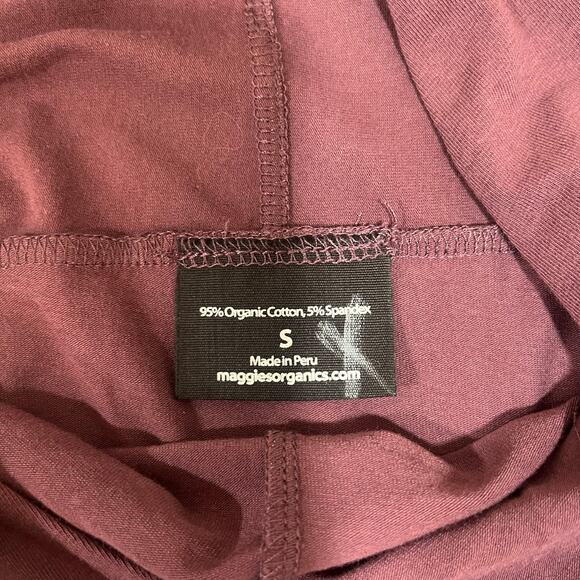 95% Organic Cotton, 5% Spandex
S
Made in Peru
maggiesorganics.com